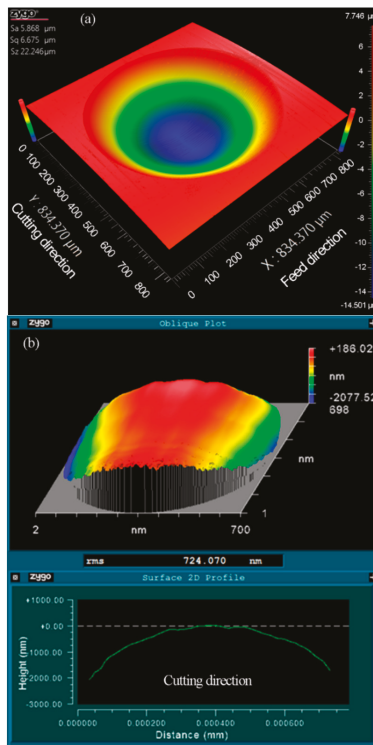 zygo
(a)
7.746 µm
Sa 5.868 µm
Sq 6.675 µm
Sz 22.246µm
6
4
2
0
-2
-4
-6
-8
-10
-12
-14
-14.501
0 100 200 300 400 500 600 700 800
Y : 834.370 µm
Cutting direction
0 100 200 300 400 500 600 700 800
X : 834.370 µm
Feed direction
zygo Oblique Plot
(b)
+186.02
nm
-2077.52
698
nm
1
2 nm 700
rms 724.070 nm
zygo Surface 2D Profile
+1000.00
+0.00
-1000.00
-2000.00
-3000.00
Height (nm)
Cutting direction
0.000000 0.000200 0.000400 0.000600
Distance (mm)